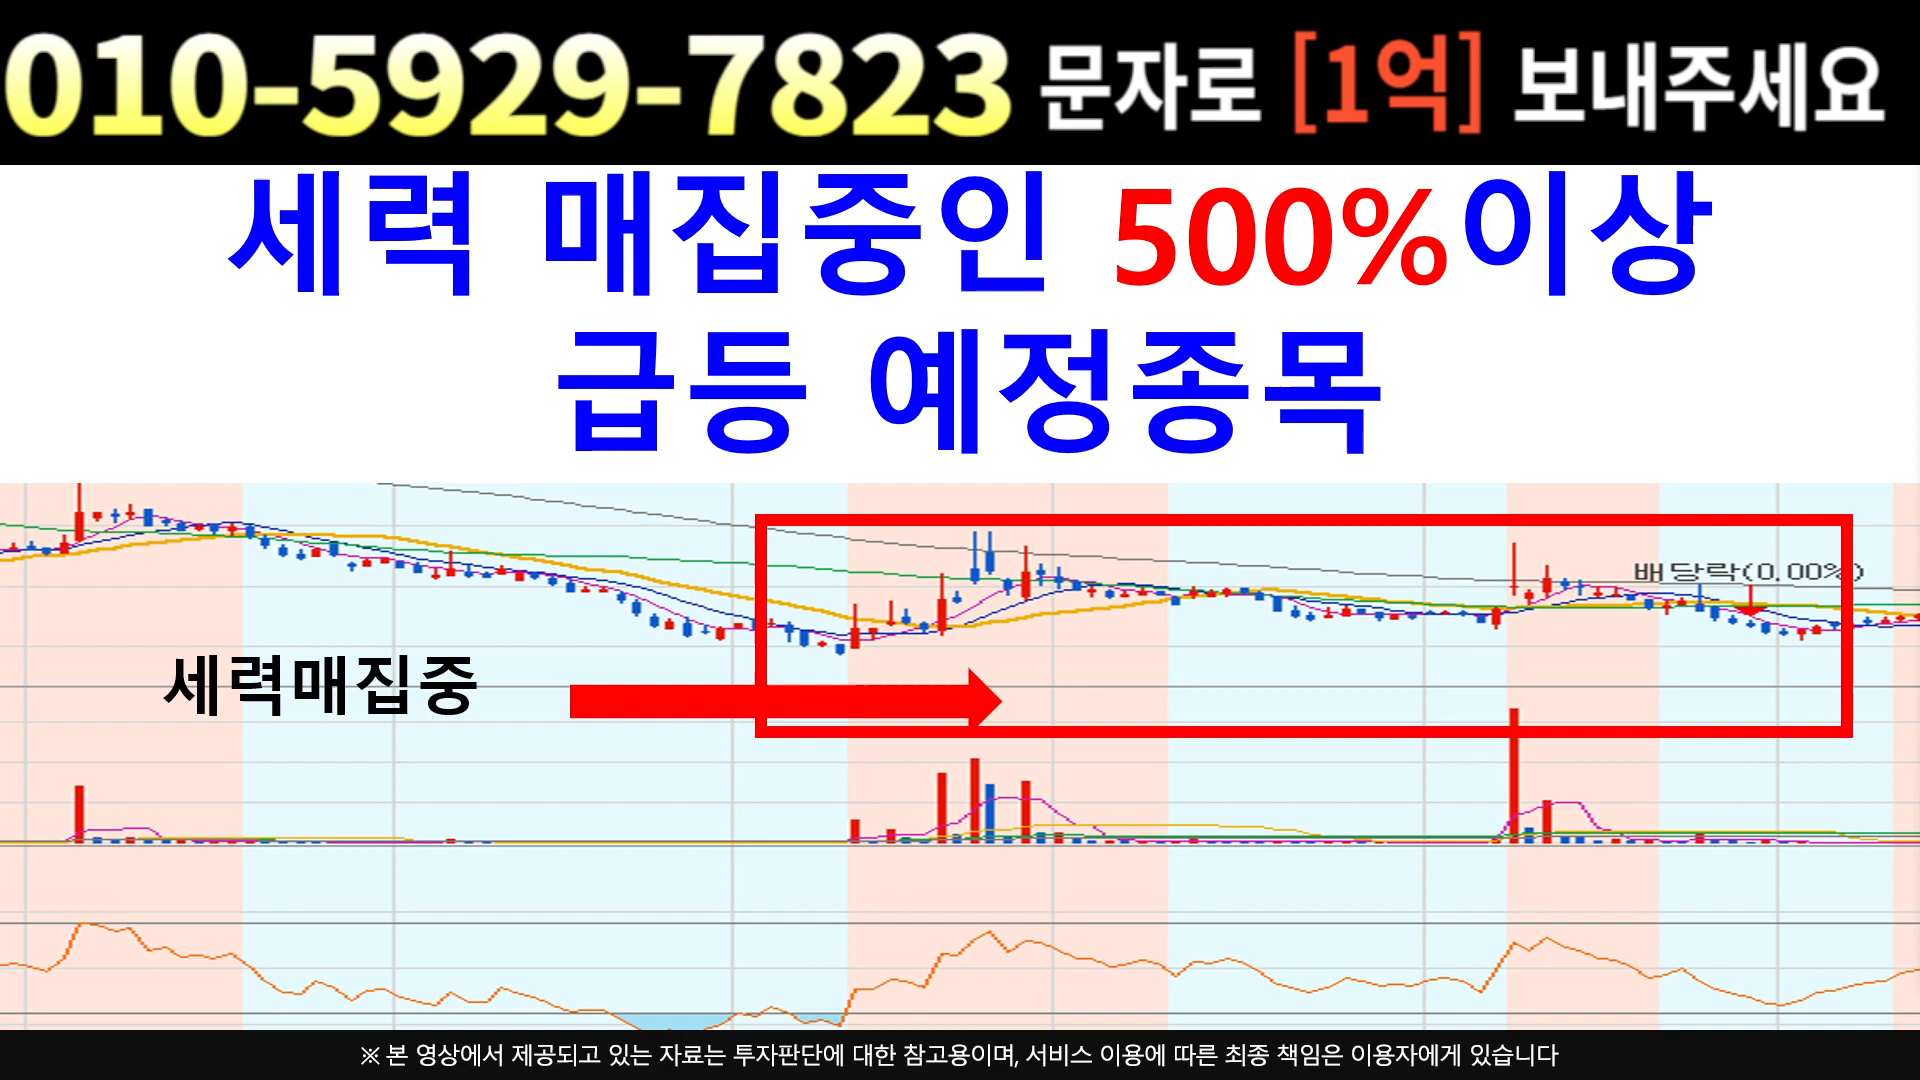 010-5929-7823 문자로 [1억] 보내주세요
세력 매집중인 500%이상
급등 예정종목
배당락(0.00%)
세력매집중
※ 본 영상에서 제공되고 있는 자료는 투자판단에 대한 참고용이며, 서비스 이용에 따른 최종 책임은 이용자에게 있습니다